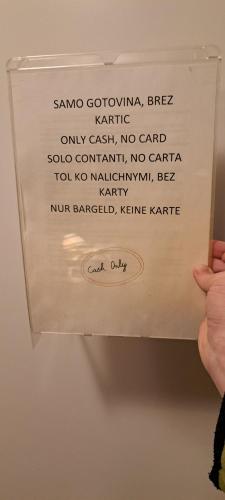 SAMO GOTOVINA, BREZ
KARTIC
ONLY CASH, NO CARD
SOLO CONTANTI, NO CARTA
TOL KO NALICHNYMI, BEZ
KARTY
NUR BARGELD, KEINE KARTE
Cash Only